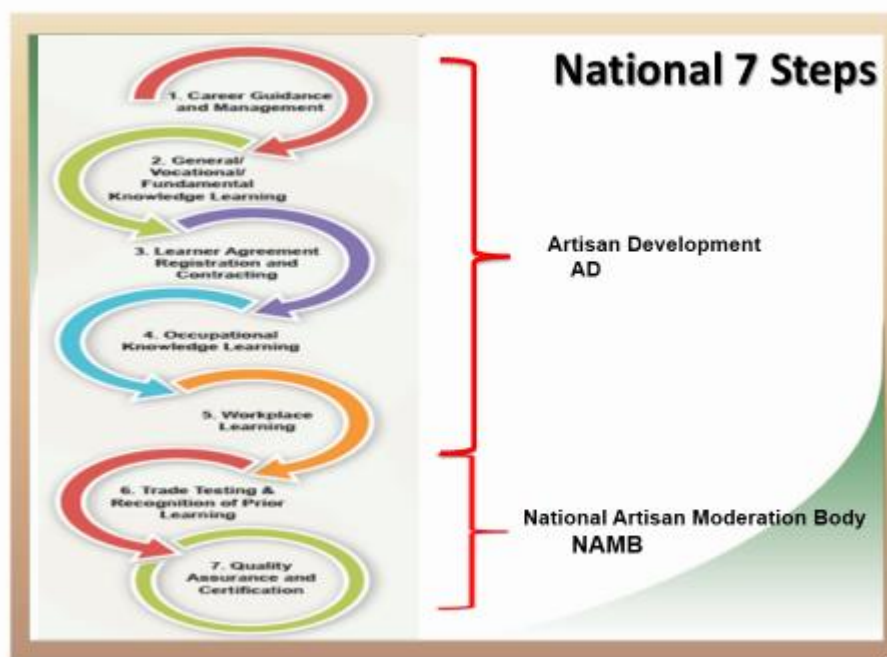 National 7 Steps
1. Career Guidance
and Management
2. General/
Vocational/
Fundamental
Knowledge Learning
3. Learner Agreement
Registration and
Contracting
4. Occupational
Knowledge Learning
5. Workplace
Learning
6. Trade Testing &
Recognition of Prior
Learning
7. Quality
Assurance and
Certification
Artisan Development
AD
National Artisan Moderation Body
NAMB